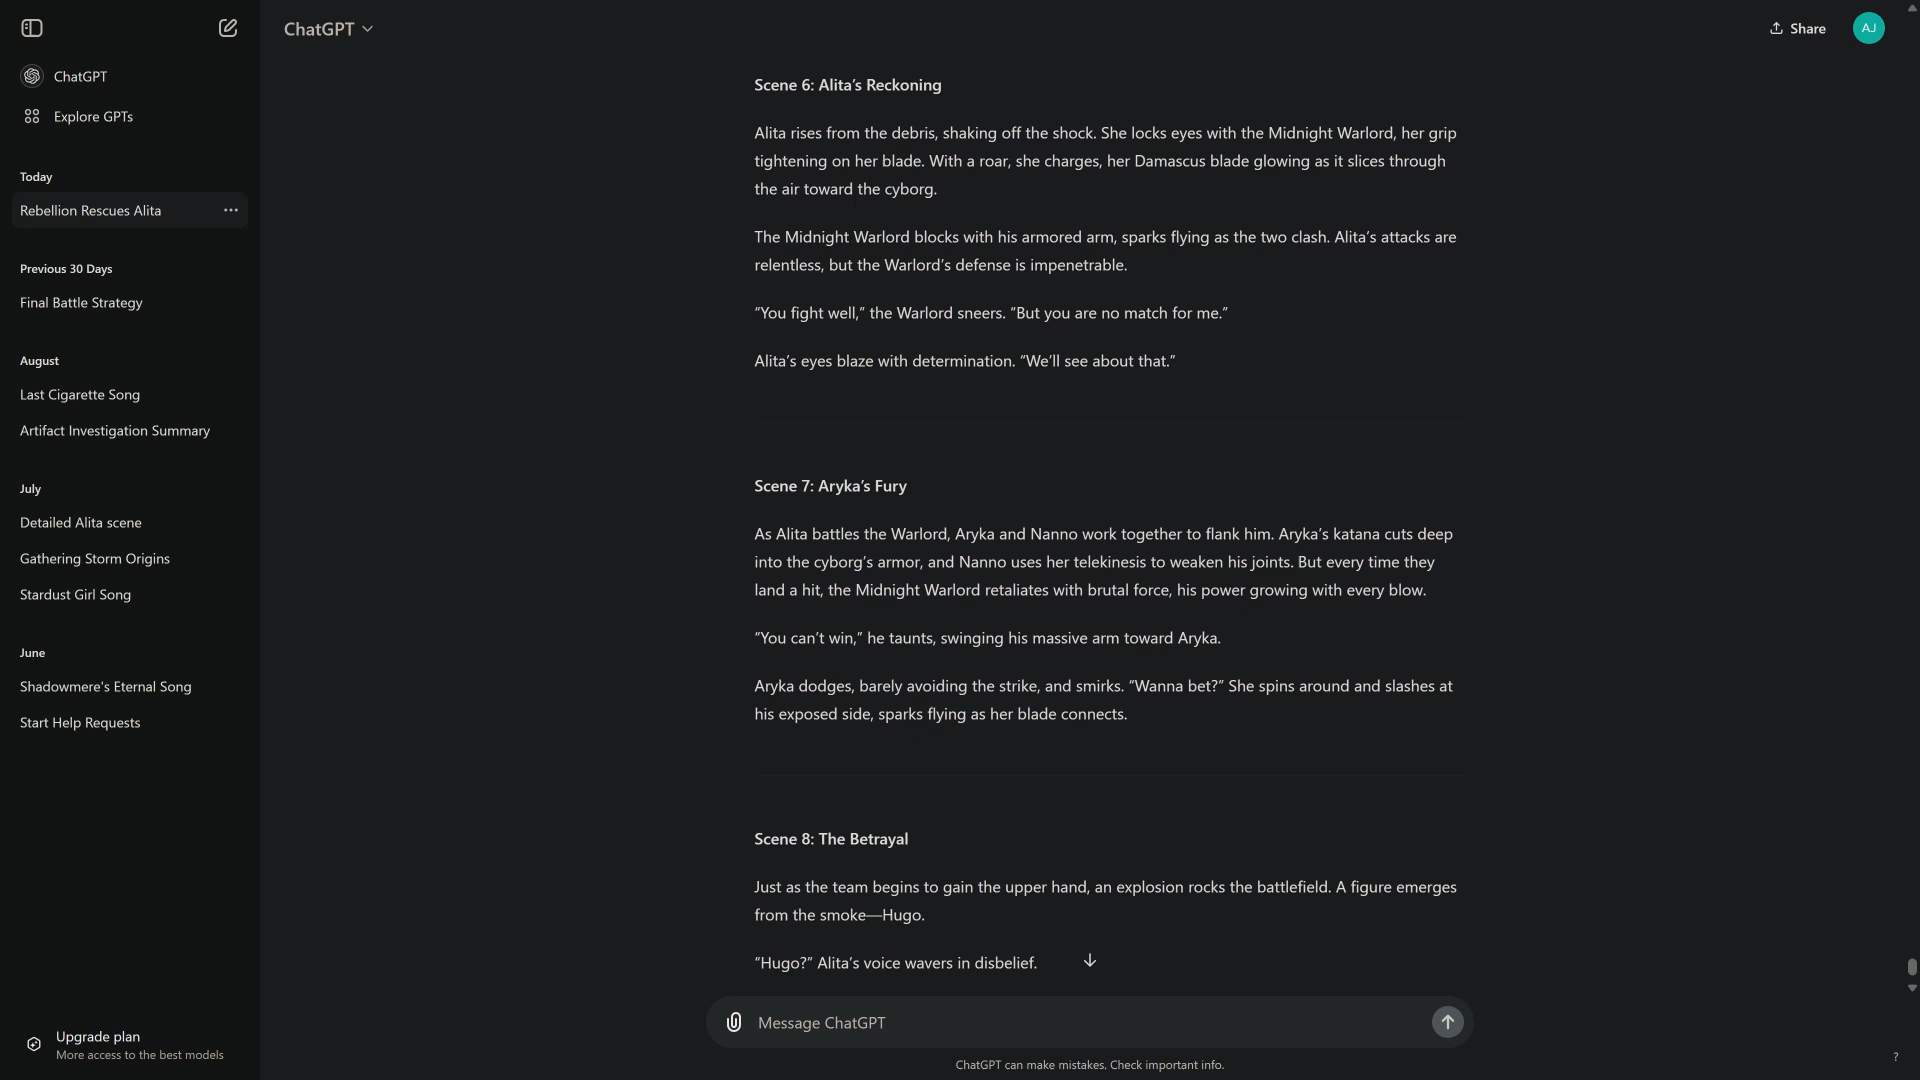 ChatGPT
Explore GPTs
Today
Rebellion Rescues Alita
Previous 30 Days
Final Battle Strategy
August
Last Cigarette Song
Artifact Investigation Summary
July
Detailed Alita scene
Gathering Storm Origins
Stardust Girl Song
June
Shadowmere's Eternal Song
Start Help Requests
Upgrade plan
More access to the best models
ChatGPT
Share
AJ
Scene 6: Alita’s Reckoning
Alita rises from the debris, shaking off the shock. She locks eyes with the Midnight Warlord, her grip
tightening on her blade. With a roar, she charges, her Damascus blade glowing as it slices through
the air toward the cyborg.
The Midnight Warlord blocks with his armored arm, sparks flying as the two clash. Alita’s attacks are
relentless, but the Warlord’s defense is impenetrable.
“You fight well,” the Warlord sneers. “But you are no match for me.”
Alita’s eyes blaze with determination. “We’ll see about that.”
Scene 7: Aryka’s Fury
As Alita battles the Warlord, Aryka and Nanno work together to flank him. Aryka’s katana cuts deep
into the cyborg’s armor, and Nanno uses her telekinesis to weaken his joints. But every time they
land a hit, the Midnight Warlord retaliates with brutal force, his power growing with every blow.
“You can’t win,” he taunts, swinging his massive arm toward Aryka.
Aryka dodges, barely avoiding the strike, and smirks. “Wanna bet?” She spins around and slashes at
his exposed side, sparks flying as her blade connects.
Scene 8: The Betrayal
Just as the team begins to gain the upper hand, an explosion rocks the battlefield. A figure emerges
from the smoke—Hugo.
“Hugo?” Alita’s voice wavers in disbelief.
Message ChatGPT
ChatGPT can make mistakes. Check important info.
?